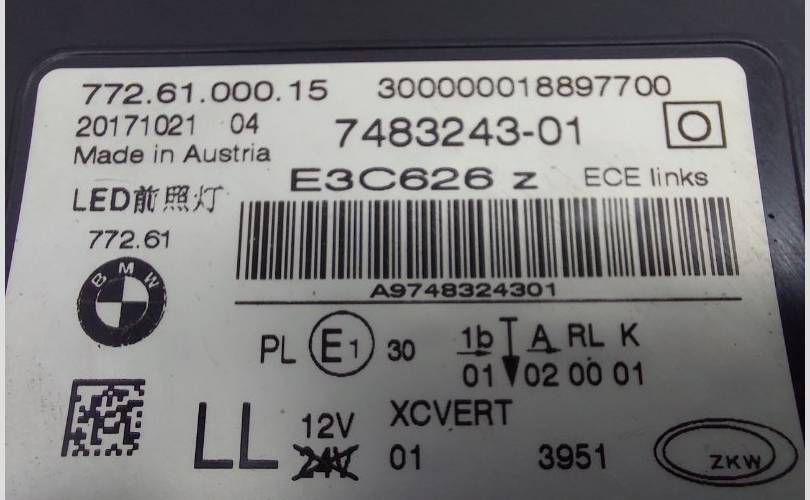 772.61.000.15 300000018897700
20171021 04 7483243-01
Made in Austria
E3C626 z ECE links
LED前照灯
772.61
A9748324301
BMW
PL E1 30 1b A RL K
01 02 00 01
LL 12V XCVERT
24V 01 3951 ZKW